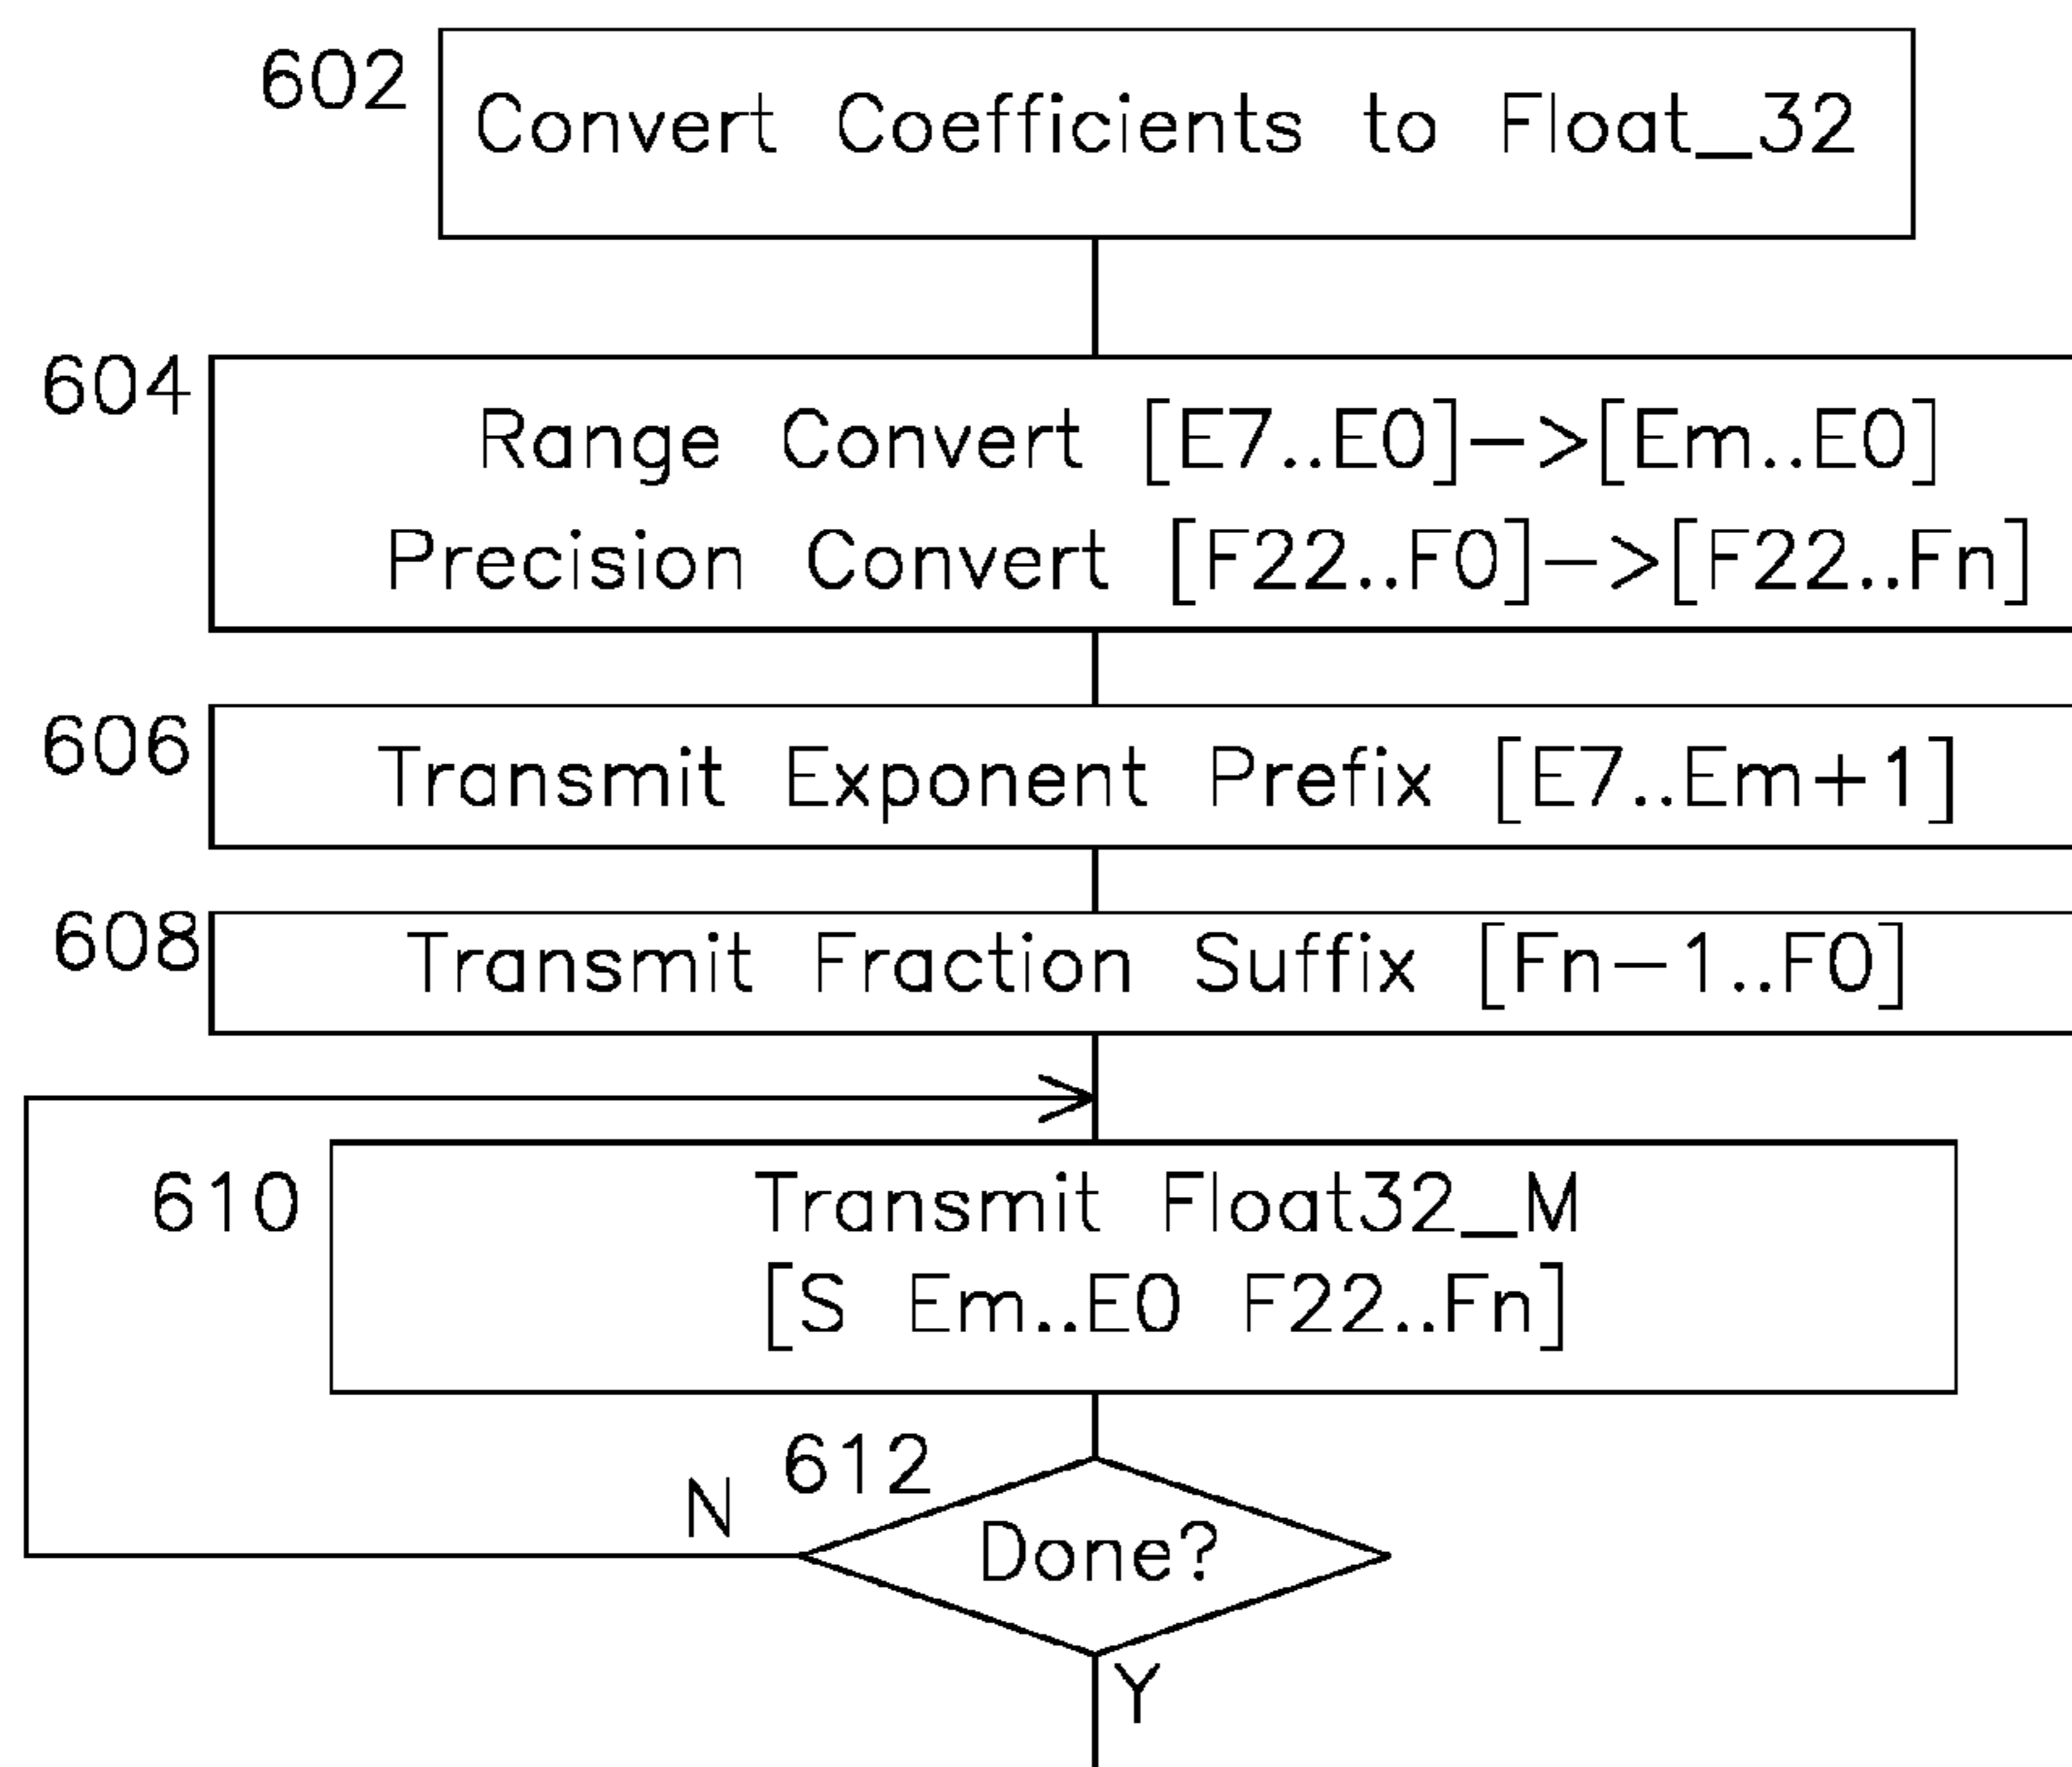 602
Convert Coefficients to Float_32
604
Range Convert [E7..E0]->[Em..E0]
Precision Convert [F22..F0]->[F22..Fn]
606
Transmit Exponent Prefix [E7..Em+1]
608
Transmit Fraction Suffix [Fn-1..F0]
610
Transmit Float32_M
[S Em..E0 F22..Fn]
612
N
Done?
Y